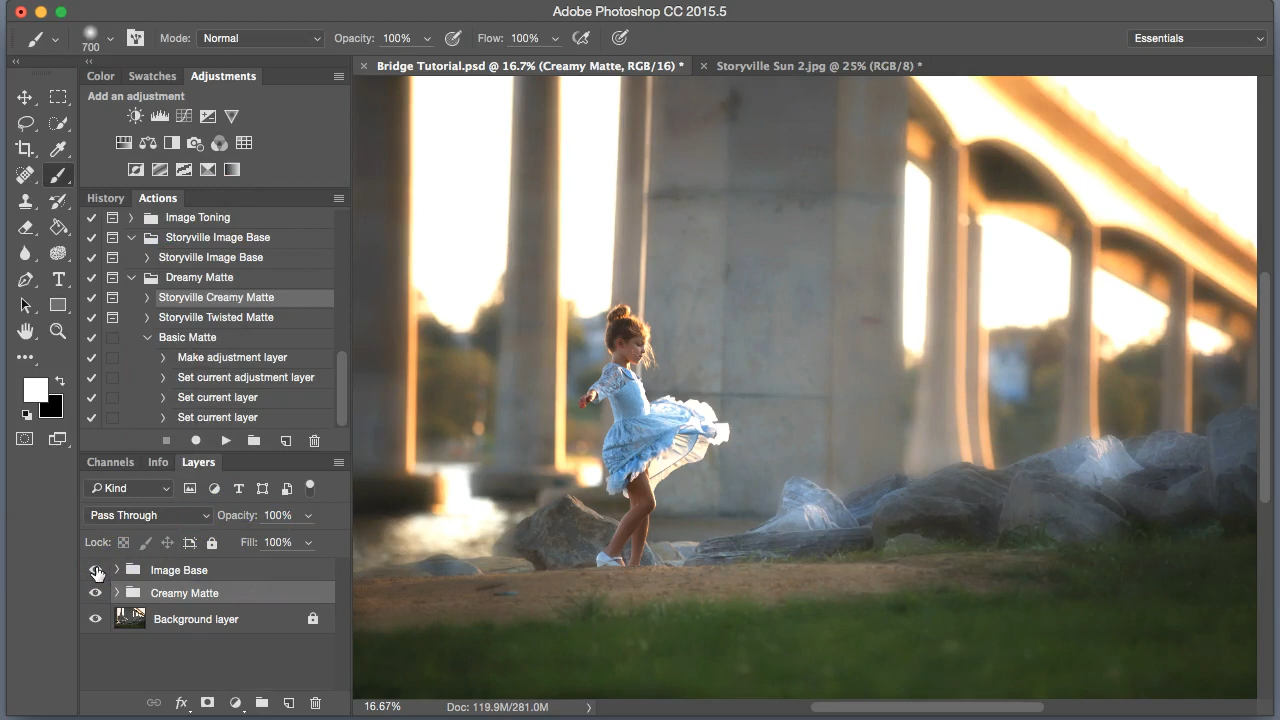 Adobe Photoshop CC 2015.5
700
Mode: Normal
Opacity: 100%
Flow: 100%
Essentials
Color Swatches Adjustments
× Bridge Tutorial.psd @ 16.7% (Creamy Matte, RGB/16) *
× Storyville Sun 2.jpg @ 25% (RGB/8) *
Add an adjustment
History Actions
Image Toning
Storyville Image Base
Storyville Image Base
Dreamy Matte
Storyville Creamy Matte
Storyville Twisted Matte
Basic Matte
Make adjustment layer
Set current adjustment layer
Set current layer
Set current layer
Channels Info Layers
Kind
Pass Through
Opacity: 100%
Lock:
Fill: 100%
Image Base
Creamy Matte
Background layer
fx
16.67%
Doc: 119.9M/281.0M